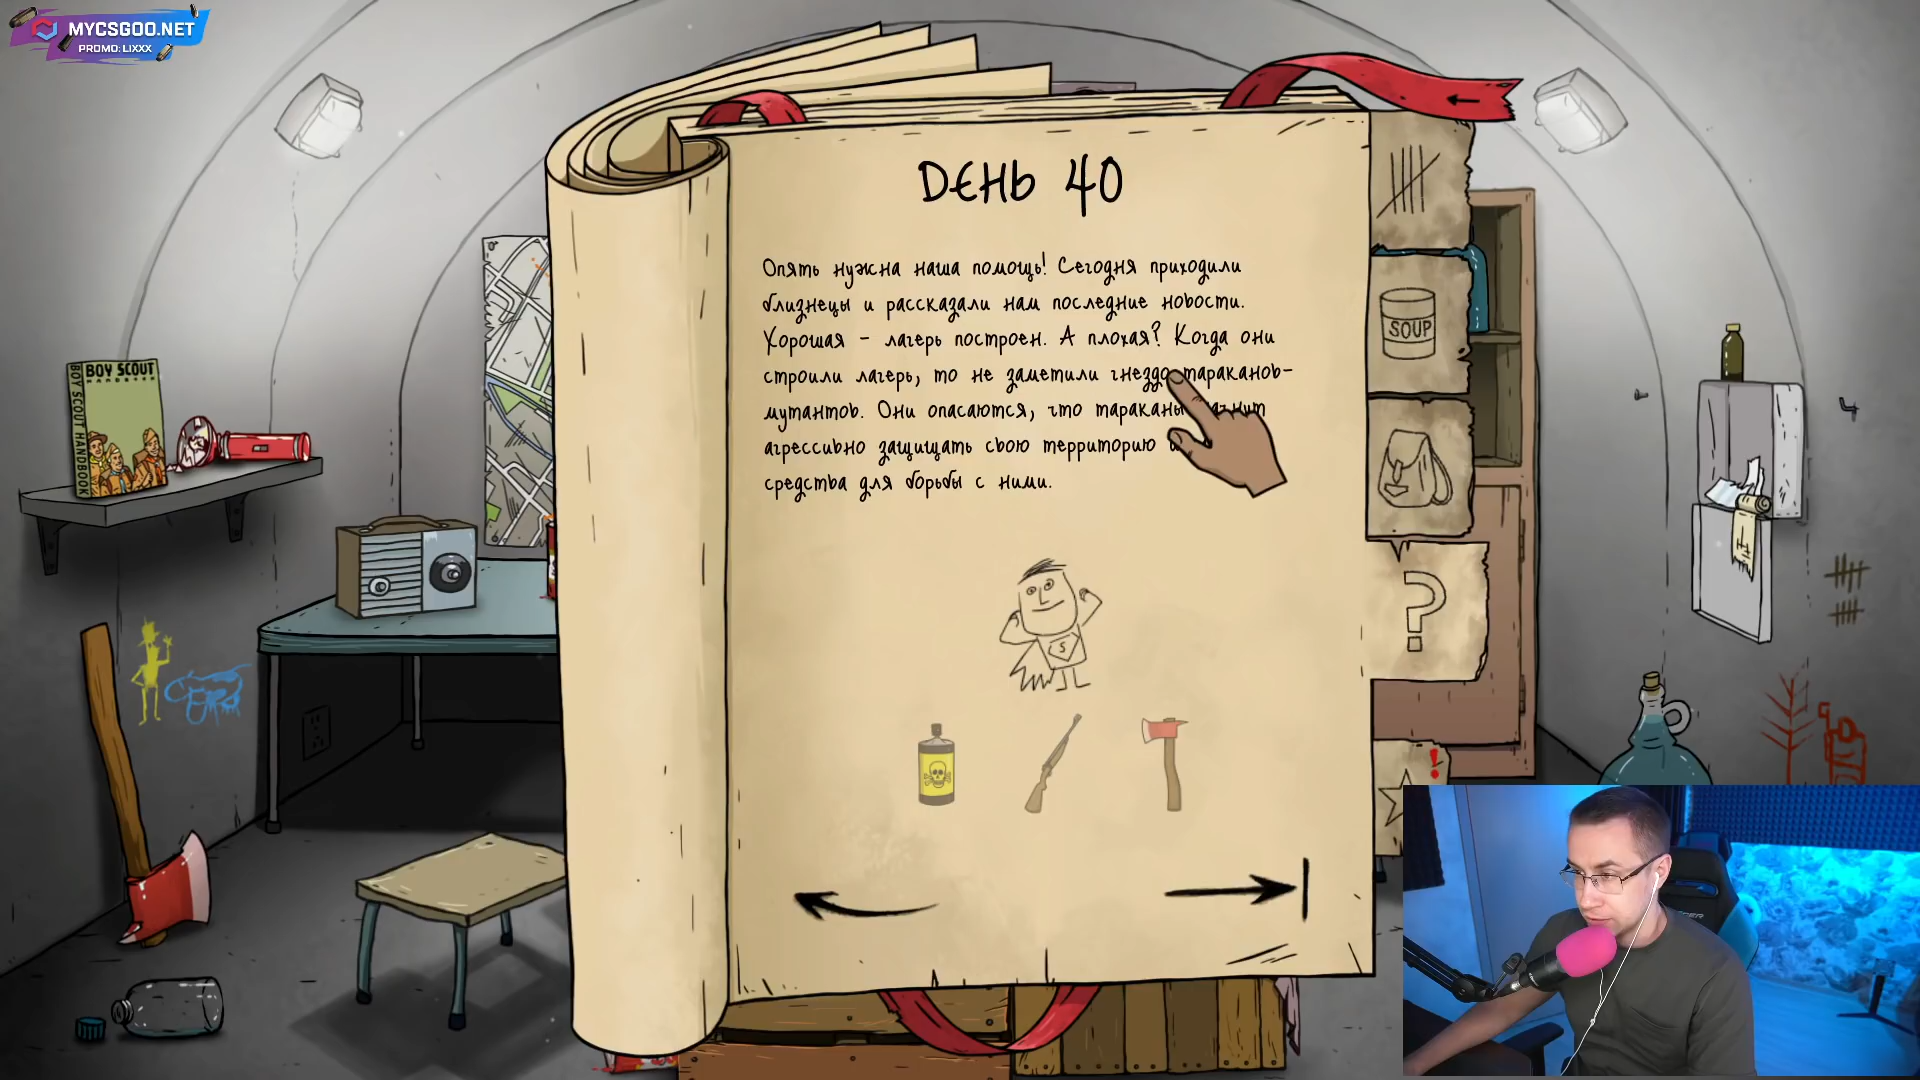 MYCSGOO.NET
PROMO: LIXXX
ДЕНЬ 40
Опять нужна наша помощь! Сегодня приходили
близнецы и рассказали нам последние новости.
Хорошая - лагерь построен. А плохая? Когда они
строили лагерь, то не заметили гнездо тараканов-
мутантов. Они опасаются, что тараканы
агрессивно защищать свою территорию
средства для борьбы с ними.
SOUP
BOY SCOUT
HANDBOOK
BOY SCOUT HANDBOOK
S